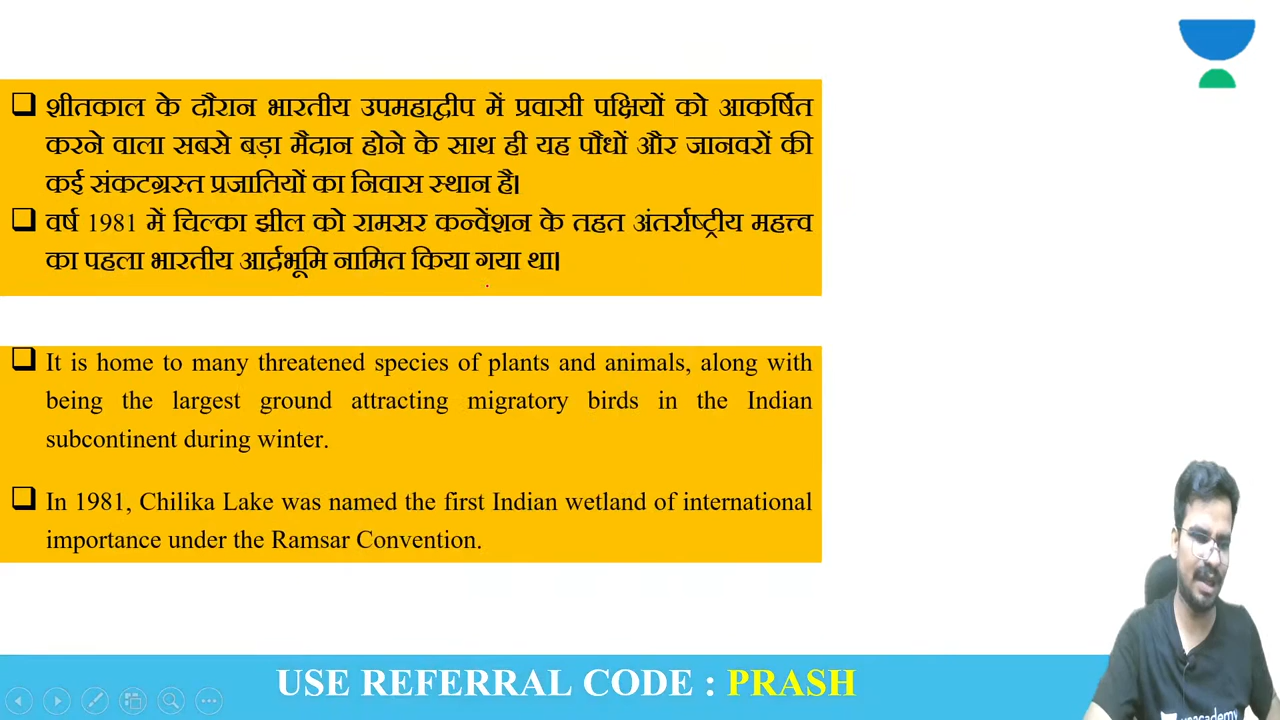 शीतकाल के दौरान भारतीय उपमहाद्वीप में प्रवासी पक्षियों को आकर्षित
करने वाला सबसे बड़ा मैदान होने के साथ ही यह पौधों और जानवरों की
कई संकटग्रस्त प्रजातियों का निवास स्थान है।
वर्ष 1981 में चिल्का झील को रामसर कन्वेंशन के तहत अंतर्राष्ट्रीय महत्त्व
का पहला भारतीय आर्द्रभूमि नामित किया गया था।
It is home to many threatened species of plants and animals, along with
being the largest ground attracting migratory birds in the Indian
subcontinent during winter.
In 1981, Chilika Lake was named the first Indian wetland of international
importance under the Ramsar Convention.
USE REFERRAL CODE : PRASH